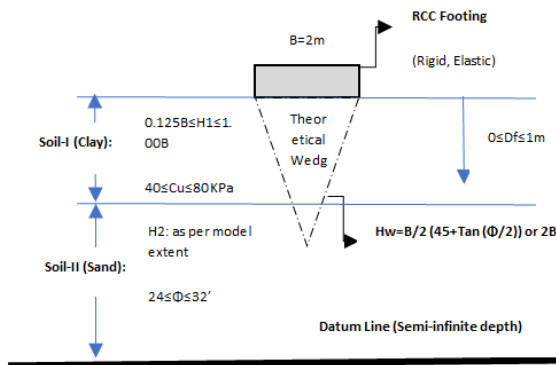 RCC Footing
B=2m
(Rigid, Elastic)
0.125B≤H1≤1.
00B
Theor
etical
Wedg
0≤Df≤1m
Soil-I (Clay):
40≤Cu≤80KPa
H2: as per model
extent
Hw=B/2 (45+Tan (Φ/2)) or 2B
Soil-II (Sand):
24≤Φ≤32'
Datum Line (Semi-infinite depth)